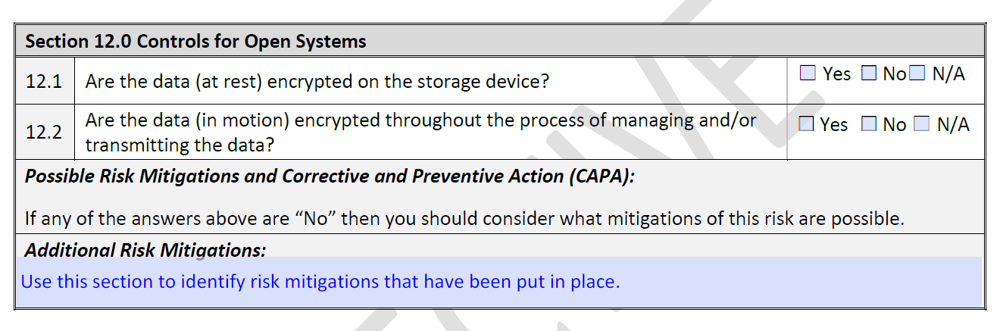 Section 12.0 Controls for Open Systems
12.1 Are the data (at rest) encrypted on the storage device? Yes No N/A
12.2 Are the data (in motion) encrypted throughout the process of managing and/or transmitting the data? Yes No N/A
Possible Risk Mitigations and Corrective and Preventive Action (CAPA):
If any of the answers above are “No” then you should consider what mitigations of this risk are possible.
Additional Risk Mitigations:
Use this section to identify risk mitigations that have been put in place.